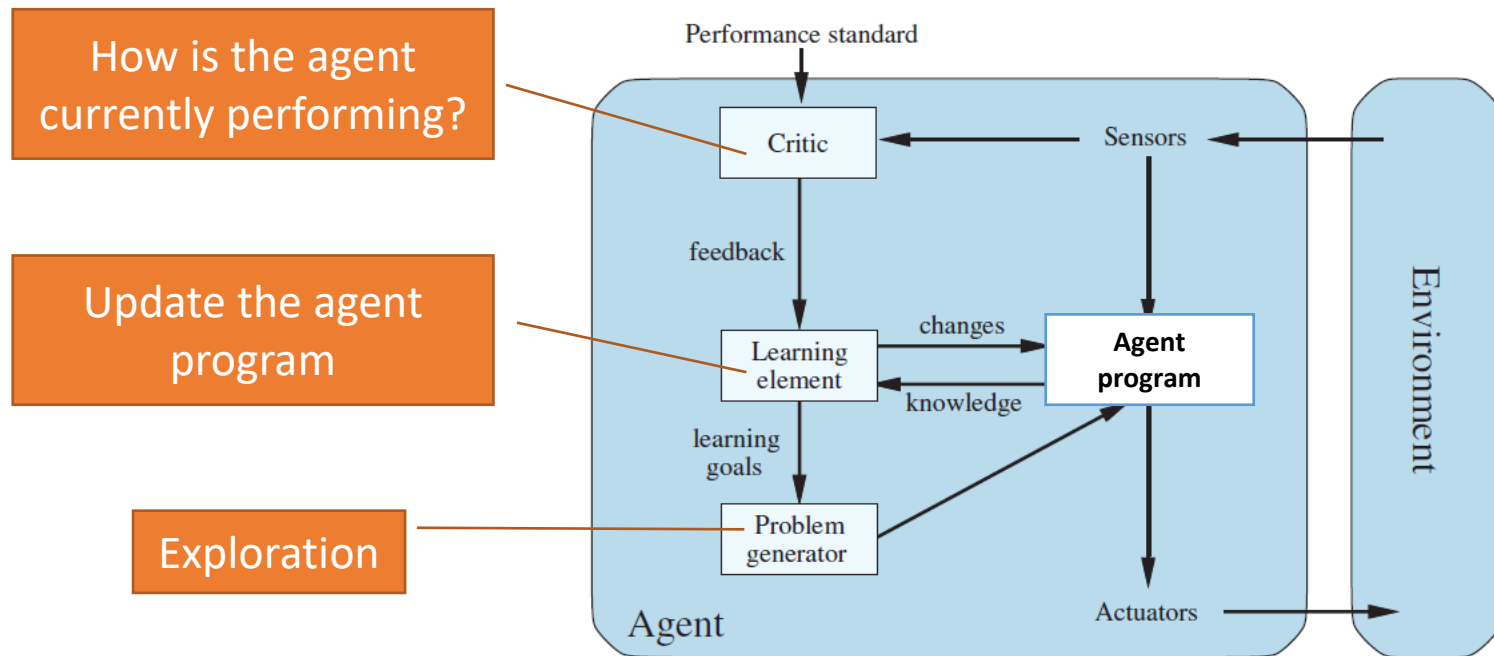 How is the agent
currently performing?
Update the agent
program
Exploration
Performance standard
Critic
Sensors
feedback
changes
Learning
element
Agent
program
knowledge
learning
goals
Problem
generator
Actuators
Agent
Environment